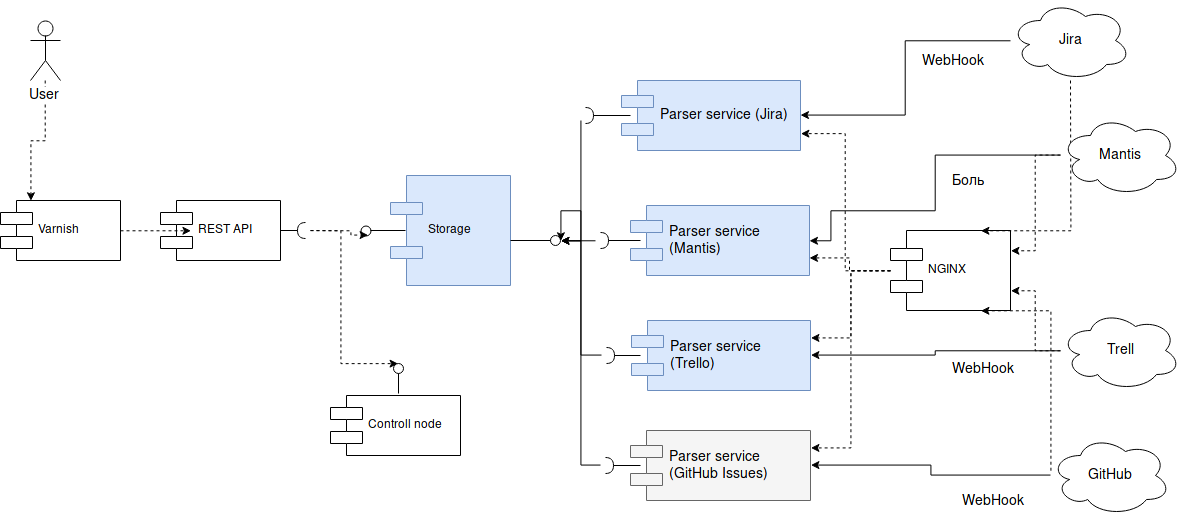 Jira
WebHook
User
Parser service (Jira)
Mantis
Боль
Varnish
REST API
Storage
Parser service
(Mantis)
NGINX
Parser service
(Trello)
Trell
WebHook
Controll node
Parser service
(GitHub Issues)
GitHub
WebHook